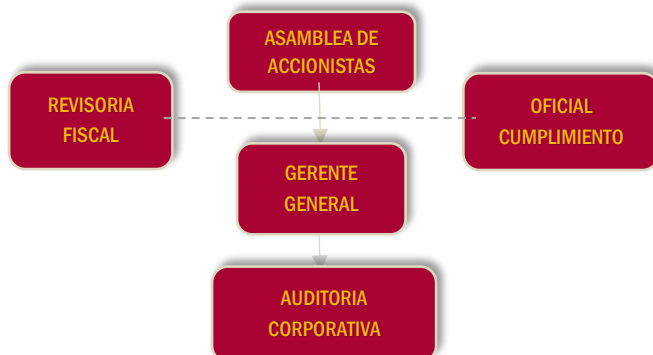 ASAMBLEA DE
ACCIONISTAS
REVISORIA
FISCAL
OFICIAL
CUMPLIMIENTO
GERENTE
GENERAL
AUDITORIA
CORPORATIVA